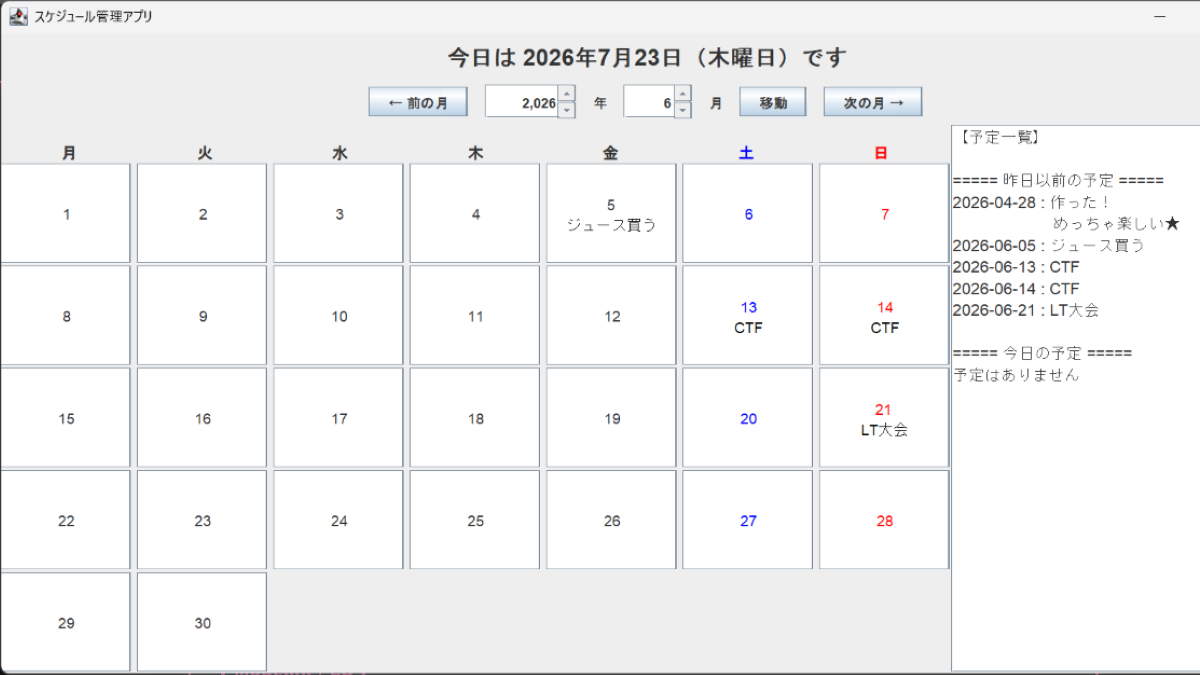 スケジュール管理アプリ
今日は 2026年7月23日（木曜日）です
← 前の月 2,026 年 6 月 移動 次の月 →
月 火 水 木 金 土 日
1 2 3 4 5 6 7
ジュース買う
8 9 10 11 12 13 14
CTF CTF
15 16 17 18 19 20 21
LT大会
22 23 24 25 26 27 28
29 30
【予定一覧】
===== 昨日以前の予定 =====
2026-04-28 : 作った！
めっちゃ楽しい★
2026-06-05 : ジュース買う
2026-06-13 : CTF
2026-06-14 : CTF
2026-06-21 : LT大会
===== 今日の予定 =====
予定はありません